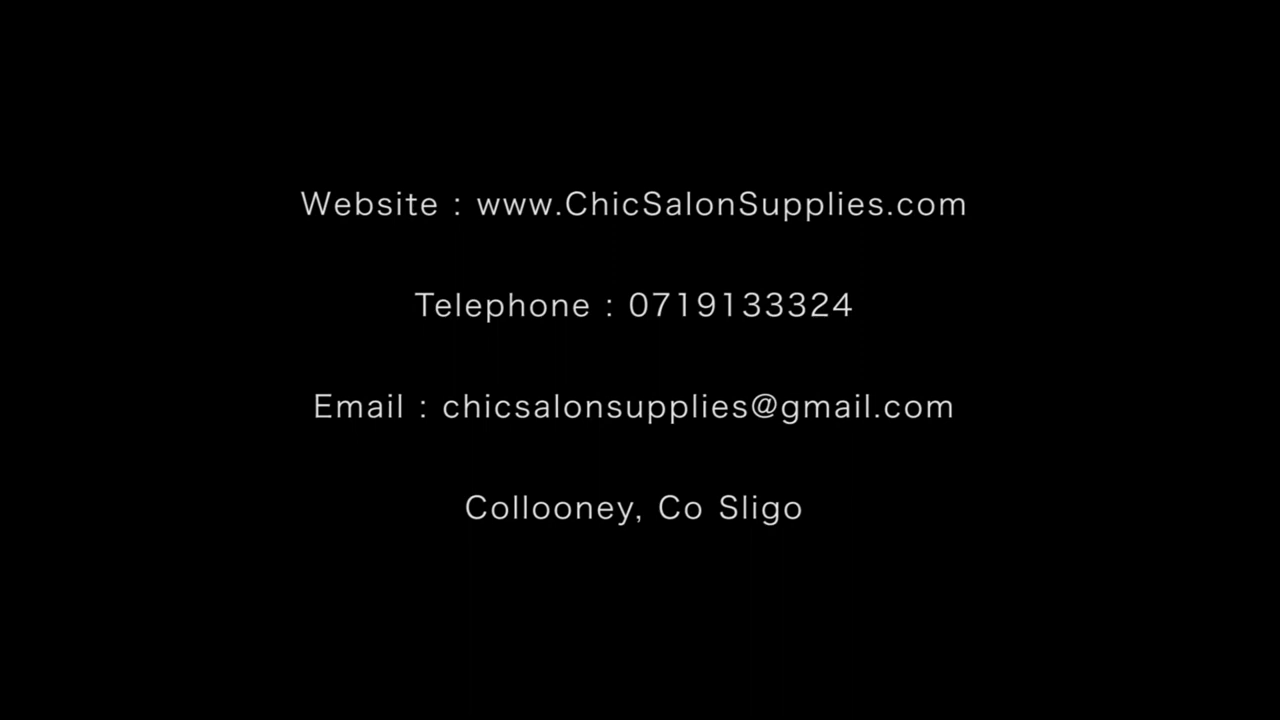 Website : www.ChicSalonSupplies.com
Telephone : 0719133324
Email : chicsalonsupplies@gmail.com
Collooney, Co Sligo